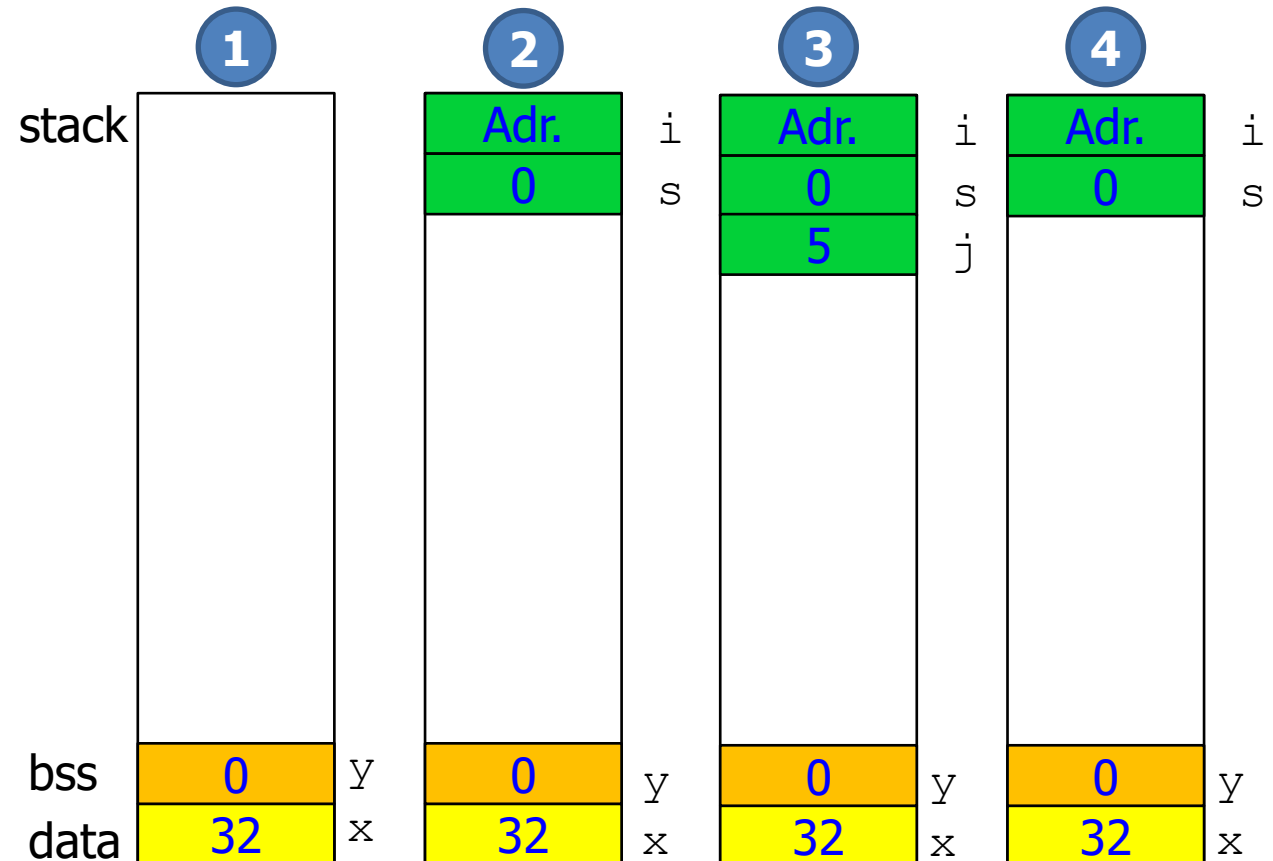 1 2 3 4
stack Adr. i Adr. i Adr. i
0 s 0 s 0 s
5 j
bss 0 y 0 y 0 y 0 y
data 32 x 32 x 32 x 32 x